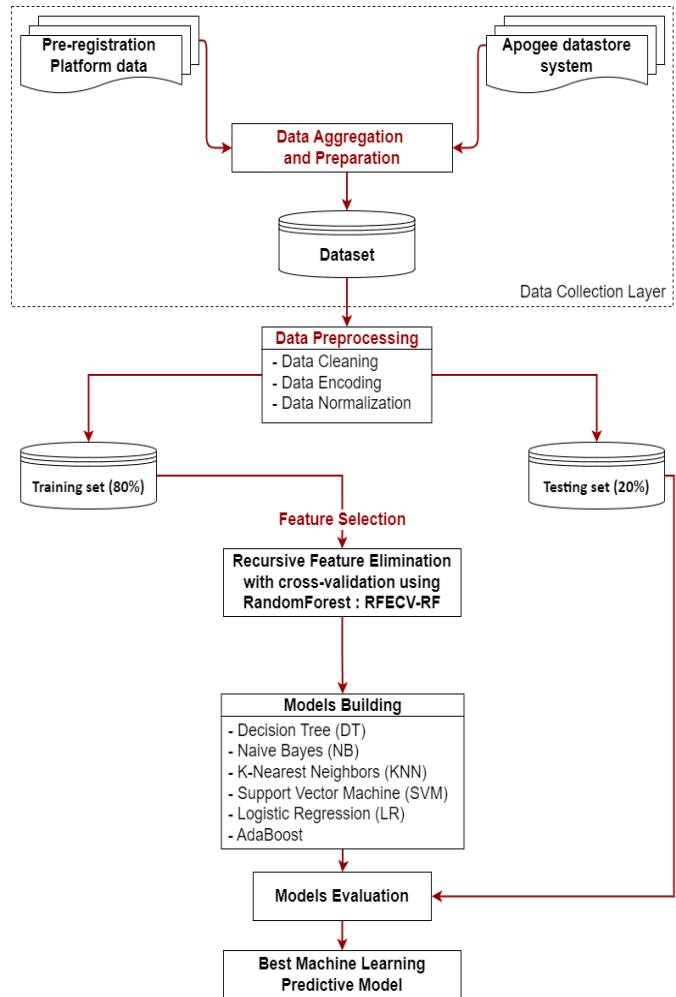 Pre-registration
Platform data
Apogee datastore
system
Data Aggregation
and Preparation
Dataset
Data Collection Layer
Data Preprocessing
- Data Cleaning
- Data Encoding
- Data Normalization
Training set (80%)
Testing set (20%)
Feature Selection
Recursive Feature Elimination
with cross-validation using
RandomForest : RFECV-RF
Models Building
- Decision Tree (DT)
- Naive Bayes (NB)
- K-Nearest Neighbors (KNN)
- Support Vector Machine (SVM)
- Logistic Regression (LR)
- AdaBoost
Models Evaluation
Best Machine Learning
Predictive Model